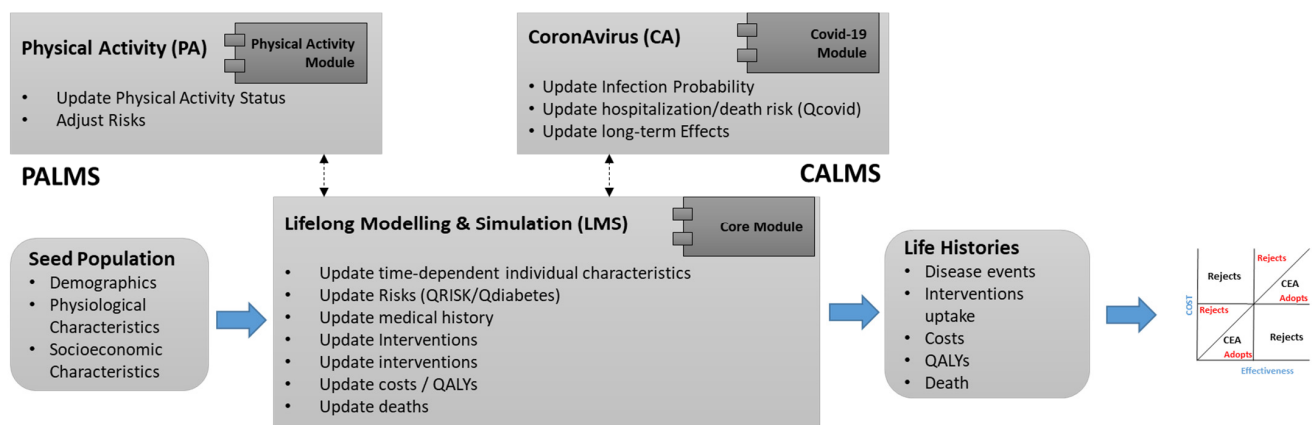 Physical Activity (PA)
Physical Activity
Module
• Update Physical Activity Status
• Adjust Risks
PALMS
CoronAvirus (CA)
Covid-19
Module
• Update Infection Probability
• Update hospitalization/death risk (Qcovid)
• Update long-term Effects
CALMS
Seed Population
• Demographics
• Physiological
Characteristics
• Socioeconomic
Characteristics
Lifelong Modelling & Simulation (LMS)
Core Module
• Update time-dependent individual characteristics
• Update Risks (QRISK/Qdiabetes)
• Update medical history
• Update Interventions
• Update interventions
• Update costs / QALYs
• Update deaths
Life Histories
• Disease events
• Interventions
uptake
• Costs
• QALYs
• Death
COST
Rejects
Rejects
CEA
Adopts
Rejects
CEA
Adopts
Rejects
Effectiveness